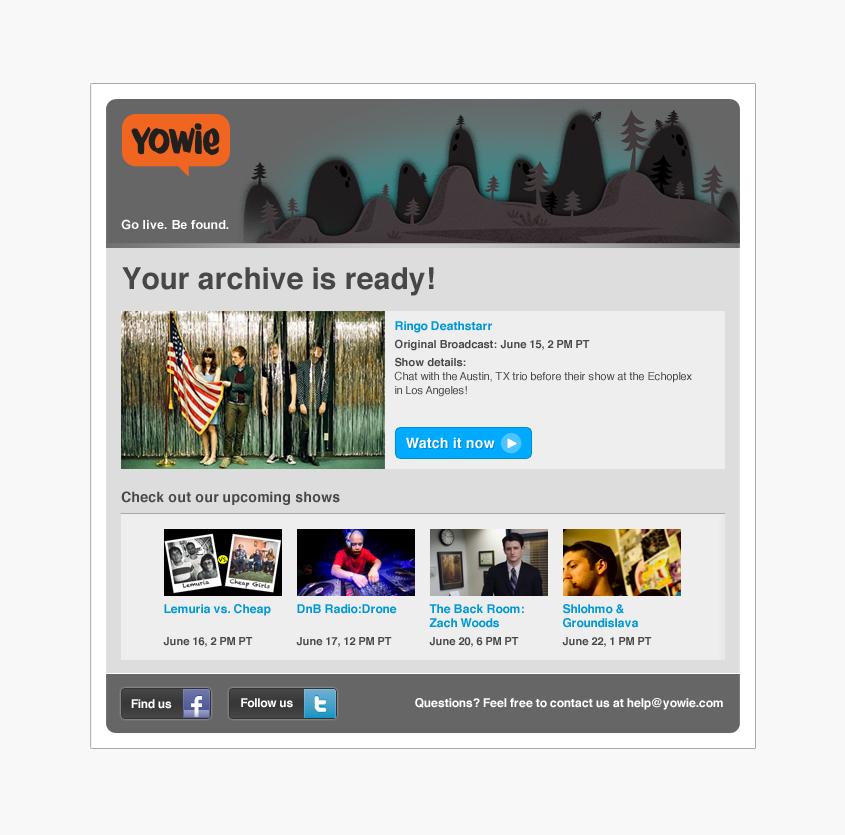 Yowie
Go live. Be found.
Your archive is ready!
Ringo Deathstarr
Original Broadcast: June 15, 2 PM PT
Show details:
Chat with the Austin, TX trio before their show at the Echoplex
in Los Angeles!
Watch it now
Check out our upcoming shows
Lemuria
VS
Cheap Girls
Lemuria vs. Cheap
June 16, 2 PM PT
DnB Radio:Drone
June 17, 12 PM PT
The Back Room:
Zach Woods
June 20, 6 PM PT
Shlohmo &
Groundislava
June 22, 1 PM PT
Find us f
Follow us t
Questions? Feel free to contact us at help@yowie.com